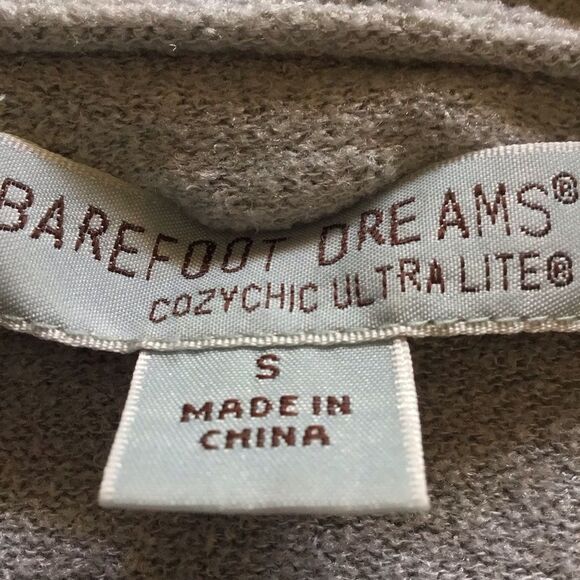 BAREFOOT DREAMS®
COZYCHIC ULTRA LITE®
S
MADE IN
CHINA